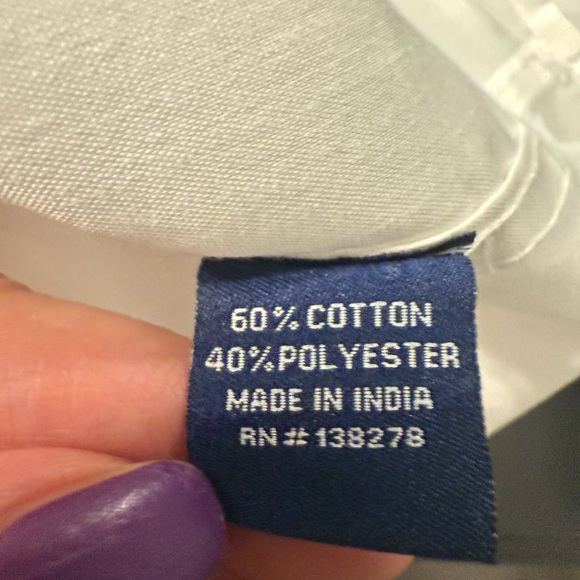 60% COTTON
40% POLYESTER
MADE IN INDIA
RN# 138278